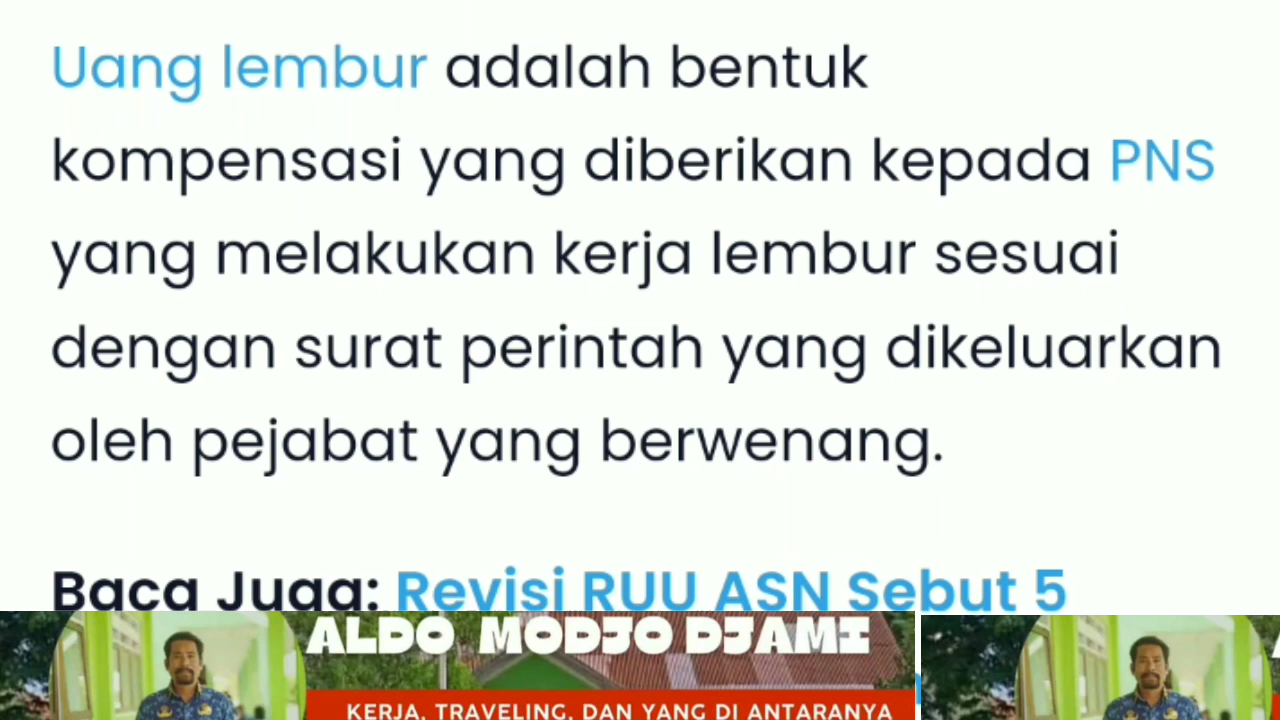 Uang lembur adalah bentuk
kompensasi yang diberikan kepada PNS
yang melakukan kerja lembur sesuai
dengan surat perintah yang dikeluarkan
oleh pejabat yang berwenang.
Baca Juga: Revisi RUU ASN Sebut 5
ALDO MODJO DJAMI
KERJA, TRAVELING, DAN YANG DI ANTARANYA